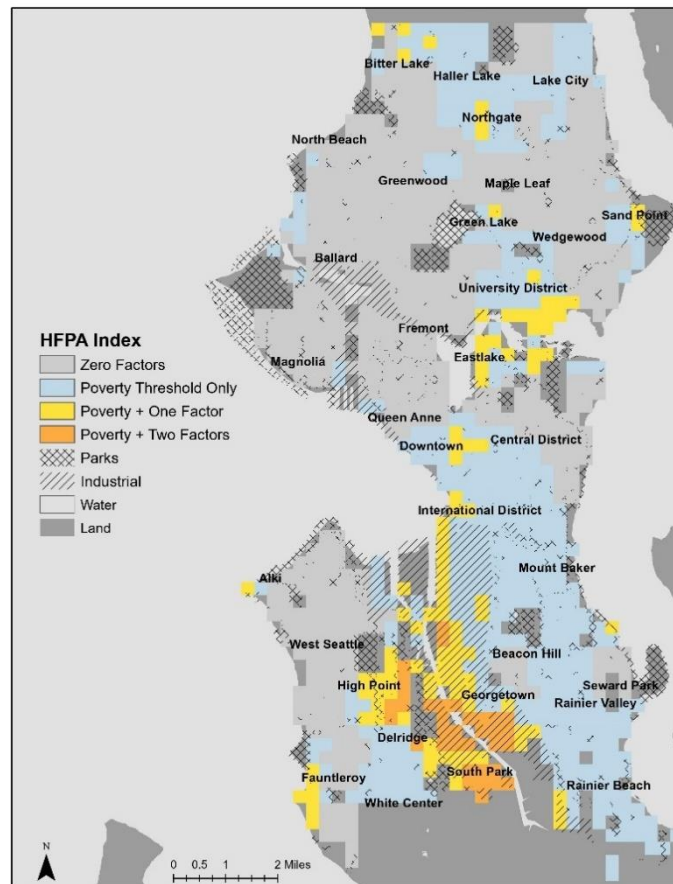 Bitter Lake
Haller Lake
Lake City
Northgate
North Beach
Greenwood
Maple Leaf
Green Lake
Sand Point
Wedgewood
Ballard
University District
HFPA Index
Zero Factors
Poverty Threshold Only
Poverty + One Factor
Poverty + Two Factors
Parks
Industrial
Water
Land
Fremont
Magnolia
Eastlake
Queen Anne
Downtown
Central District
International District
Mount Baker
Alki
West Seattle
Beacon Hill
High Point
Georgetown
Seward Park
Rainier Valley
Delridge
Fauntleroy
South Park
Rainier Beach
White Center
N
0 0.5 1 2 Miles